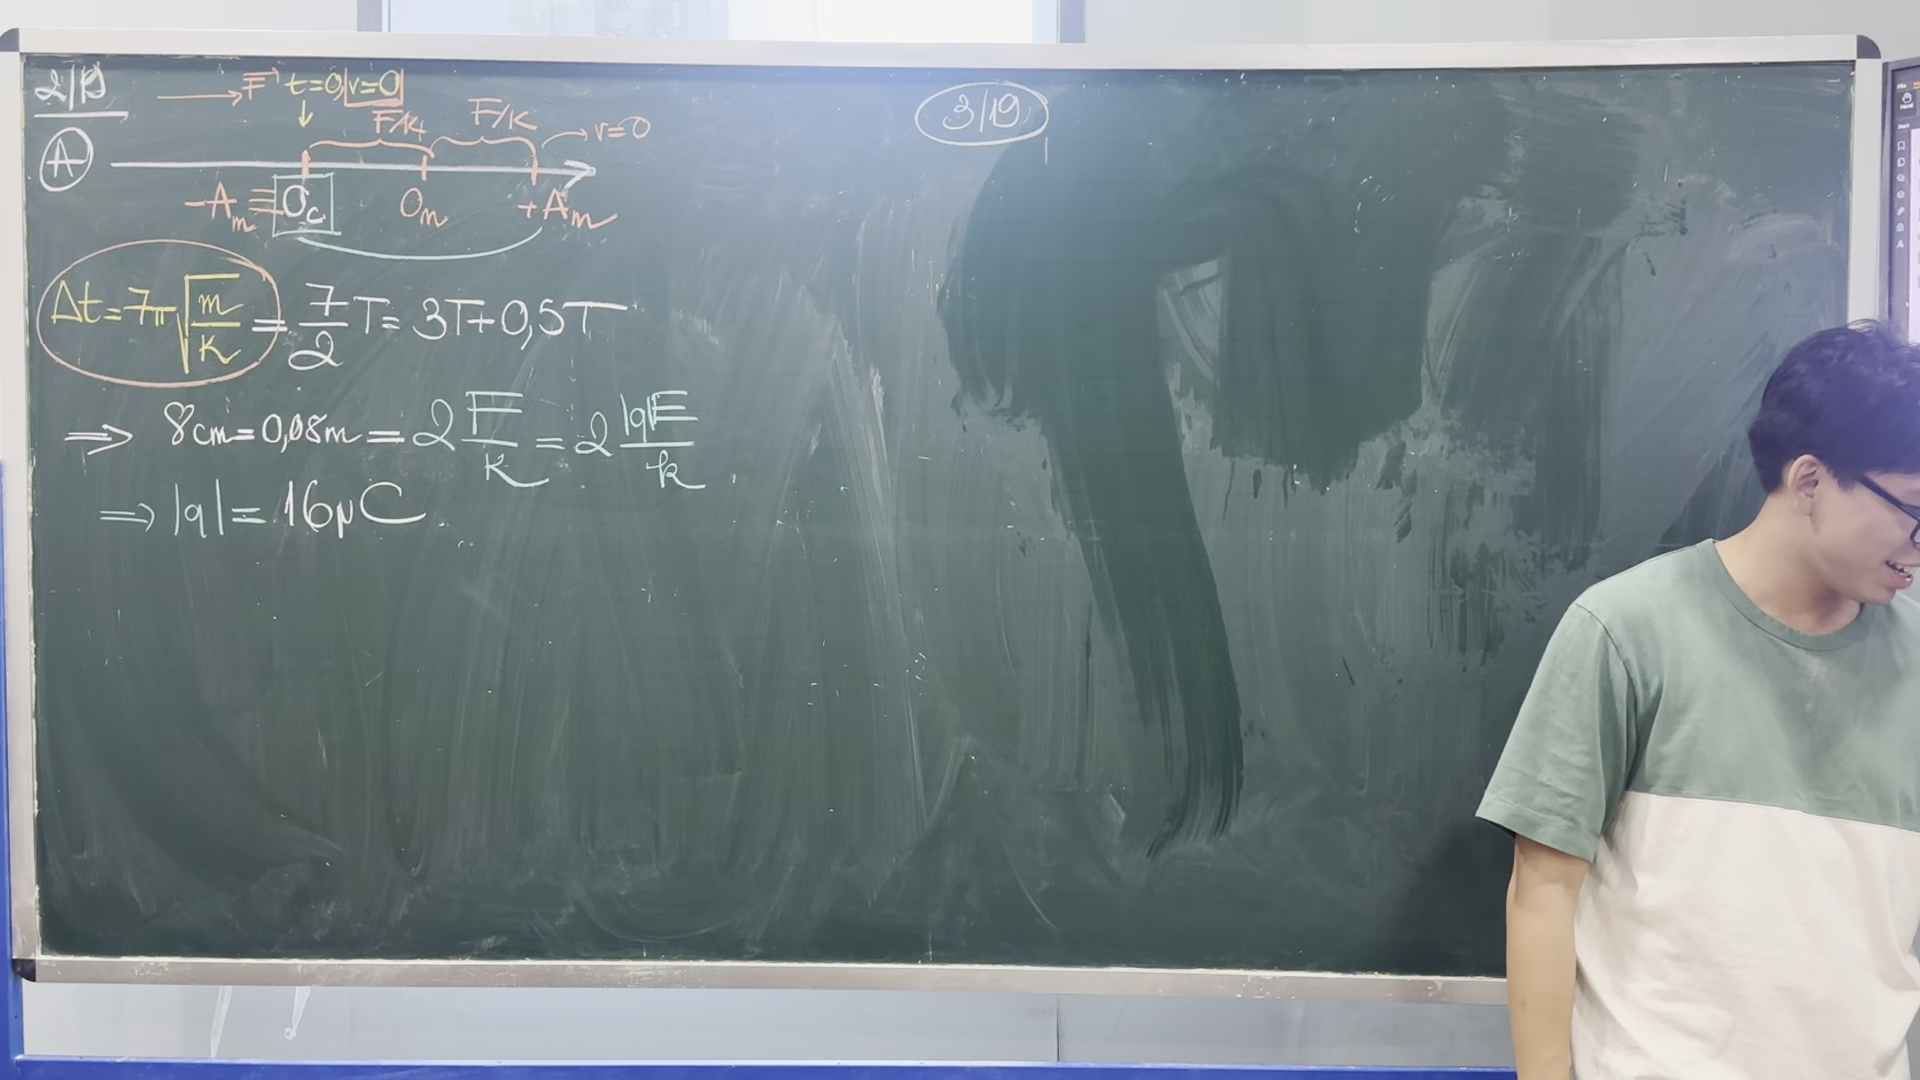 2/19
F⃗ t=0, v=0
F/K F/K v=0
A
-Aₘ ≡ O꜀ Oₘ +Aₘ
Δt = 7π√(m/K) = 7/2 T = 3T + 0,5T
⇒ 8cm = 0,08m = 2 F/K = 2 |q|E/k
⇒ |q| = 16μC
3/19